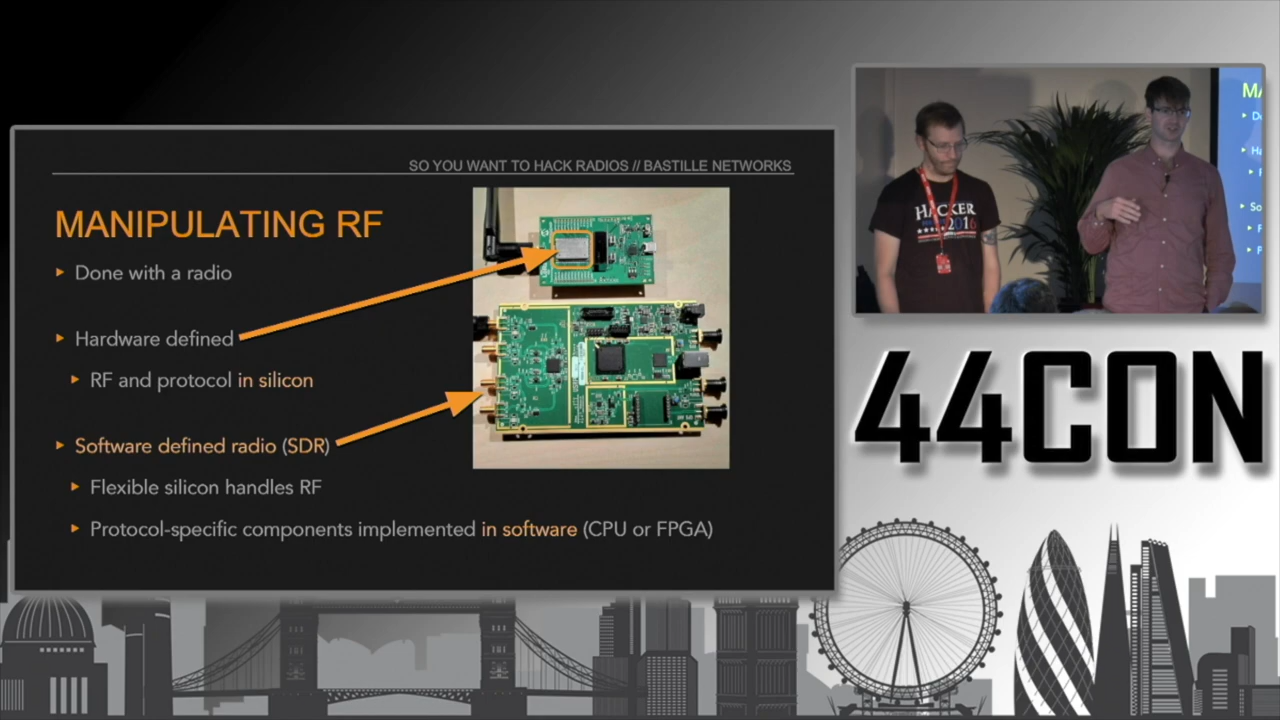 SO YOU WANT TO HACK RADIOS // BASTILLE NETWORKS
MANIPULATING RF
Done with a radio
Hardware defined
RF and protocol in silicon
Software defined radio (SDR)
Flexible silicon handles RF
Protocol-specific components implemented in software (CPU or FPGA)
HACKER
2016
44CON